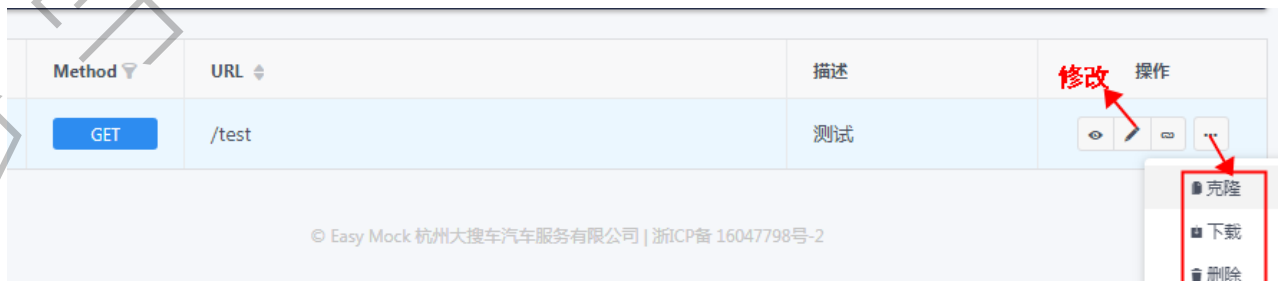 Method URL 描述 操作
修改
GET /test 测试
克隆
下载
删除
© Easy Mock 杭州大搜车汽车服务有限公司 | 浙ICP备 16047798号-2